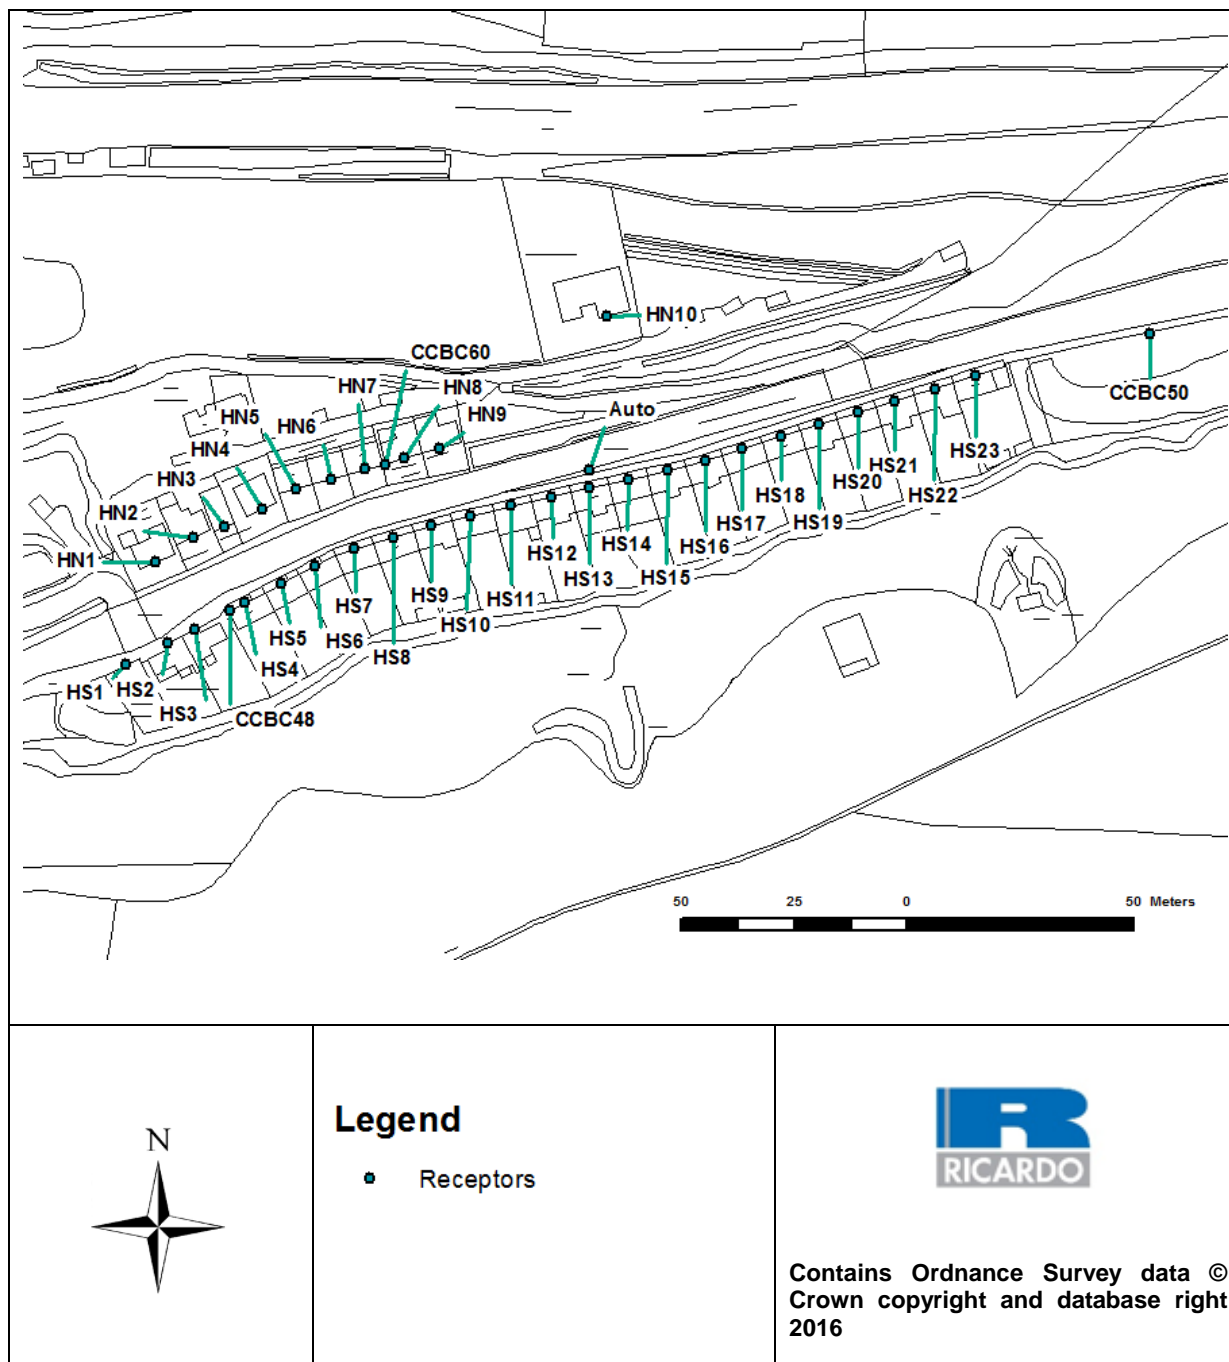 HN10
CCBC60
CCBC50
HN7
HN8
HN5
HN6
HN9
Auto
HN4
HN3
HN2
HN1
HS23
HS21
HS22
HS20
HS18
HS19
HS17
HS16
HS14
HS15
HS12
HS13
HS11
HS9
HS10
HS7
HS8
HS6
HS5
HS4
HS1
HS2
HS3
CCBC48
50 25 0 50 Meters
N
Legend
Receptors
RICARDO
Contains Ordnance Survey data ©
Crown copyright and database right
2016